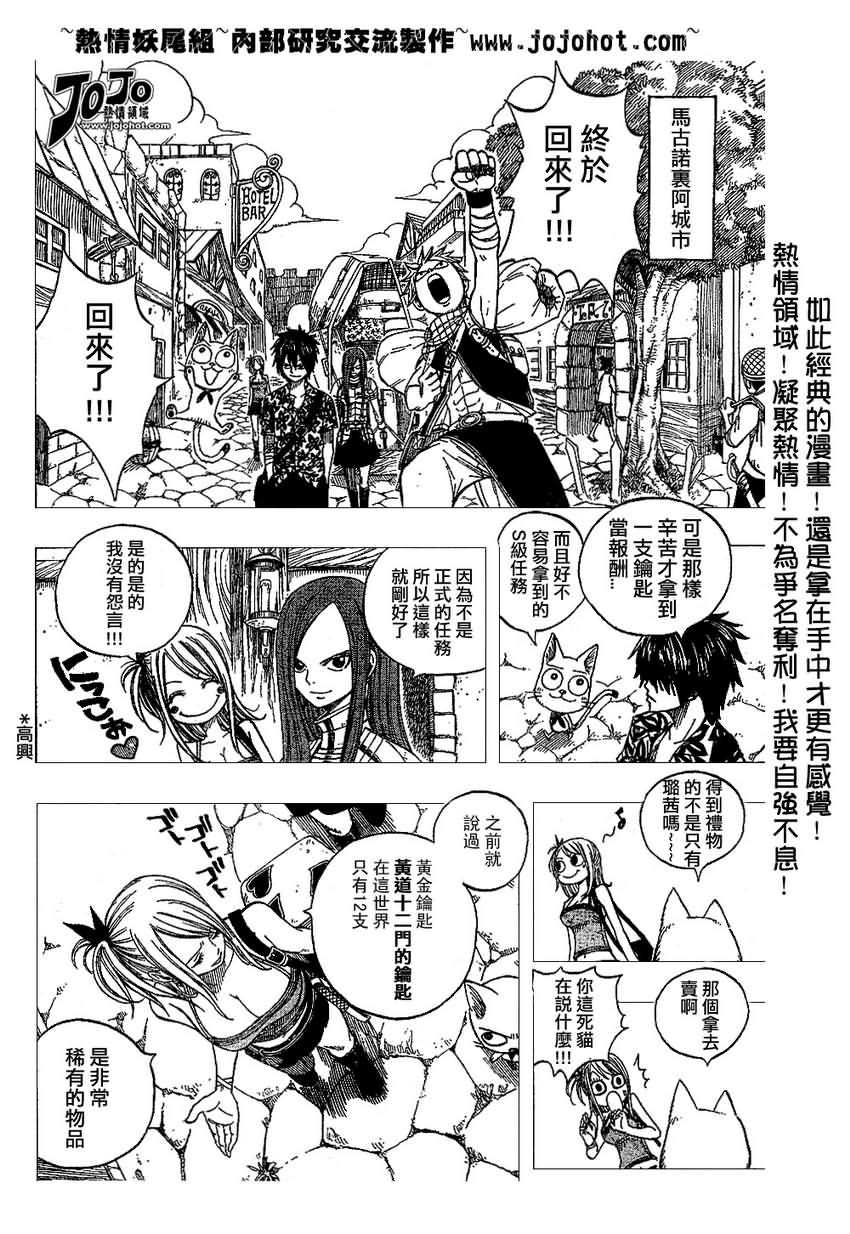 ~熱情妖尾組~內部研究交流製作~www.jojohot.com~
JOJO
熱情領域
www.jojohot.com
馬古諾裏阿城市
終於
回來了!!!
HOTEL
BAR
回來了!!!
如此經典的漫畫！還是拿在手中才更有感覺！
熱情領域！凝聚熱情！不為爭名奪利！我要自強不息！
可是那樣
辛苦才拿到
一支鑰匙
當報酬...
而且好不
容易拿到的
S級任務
因為不是
正式的任務
所以這樣
就剛好了
是的是的
我沒有怨言!!!
*高興
得到禮物
的不是只有
璐茜嗎~~~
那個拿去
賣啊
你這死貓
在説什麼!!!
之前就
說過
黃金鑰匙
黃道十二門的鑰匙
在這世界
只有12支
ブトー
ブトー
是非常
稀有的物品